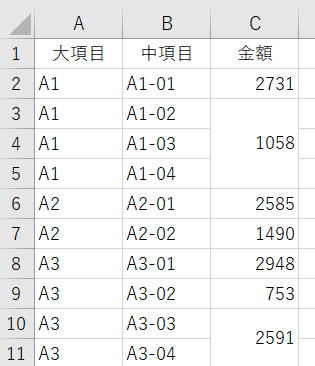 A B C
1 大項目 中項目 金額
2 A1 A1-01 2731
3 A1 A1-02
4 A1 A1-03 1058
5 A1 A1-04
6 A2 A2-01 2585
7 A2 A2-02 1490
8 A3 A3-01 2948
9 A3 A3-02 753
10 A3 A3-03 2591
11 A3 A3-04